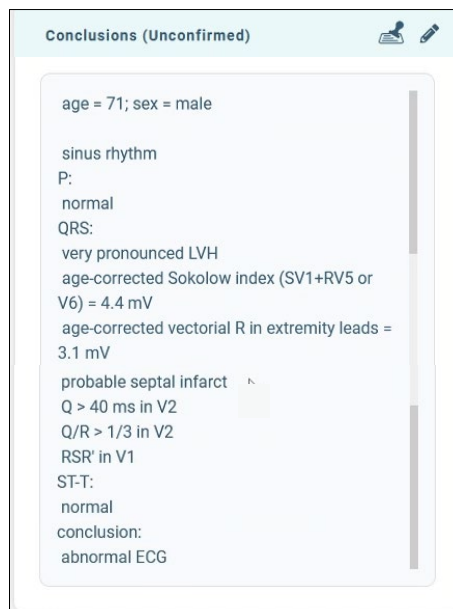 Conclusions (Unconfirmed)
age = 71; sex = male
sinus rhythm
P:
normal
QRS:
very pronounced LVH
age-corrected Sokolow index (SV1+RV5 or
V6) = 4.4 mV
age-corrected vectorial R in extremity leads =
3.1 mV
probable septal infarct
Q > 40 ms in V2
Q/R > 1/3 in V2
RSR' in V1
ST-T:
normal
conclusion:
abnormal ECG